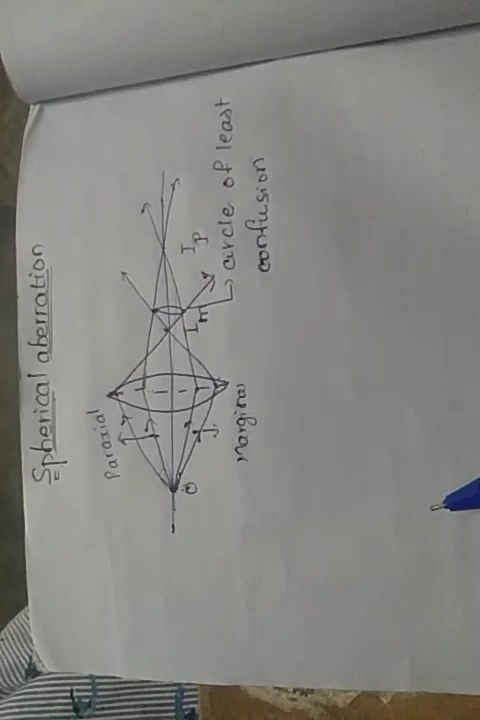 Spherical aberration
Paraxial
O
Marginal
Im
Ip
circle of least
confusion